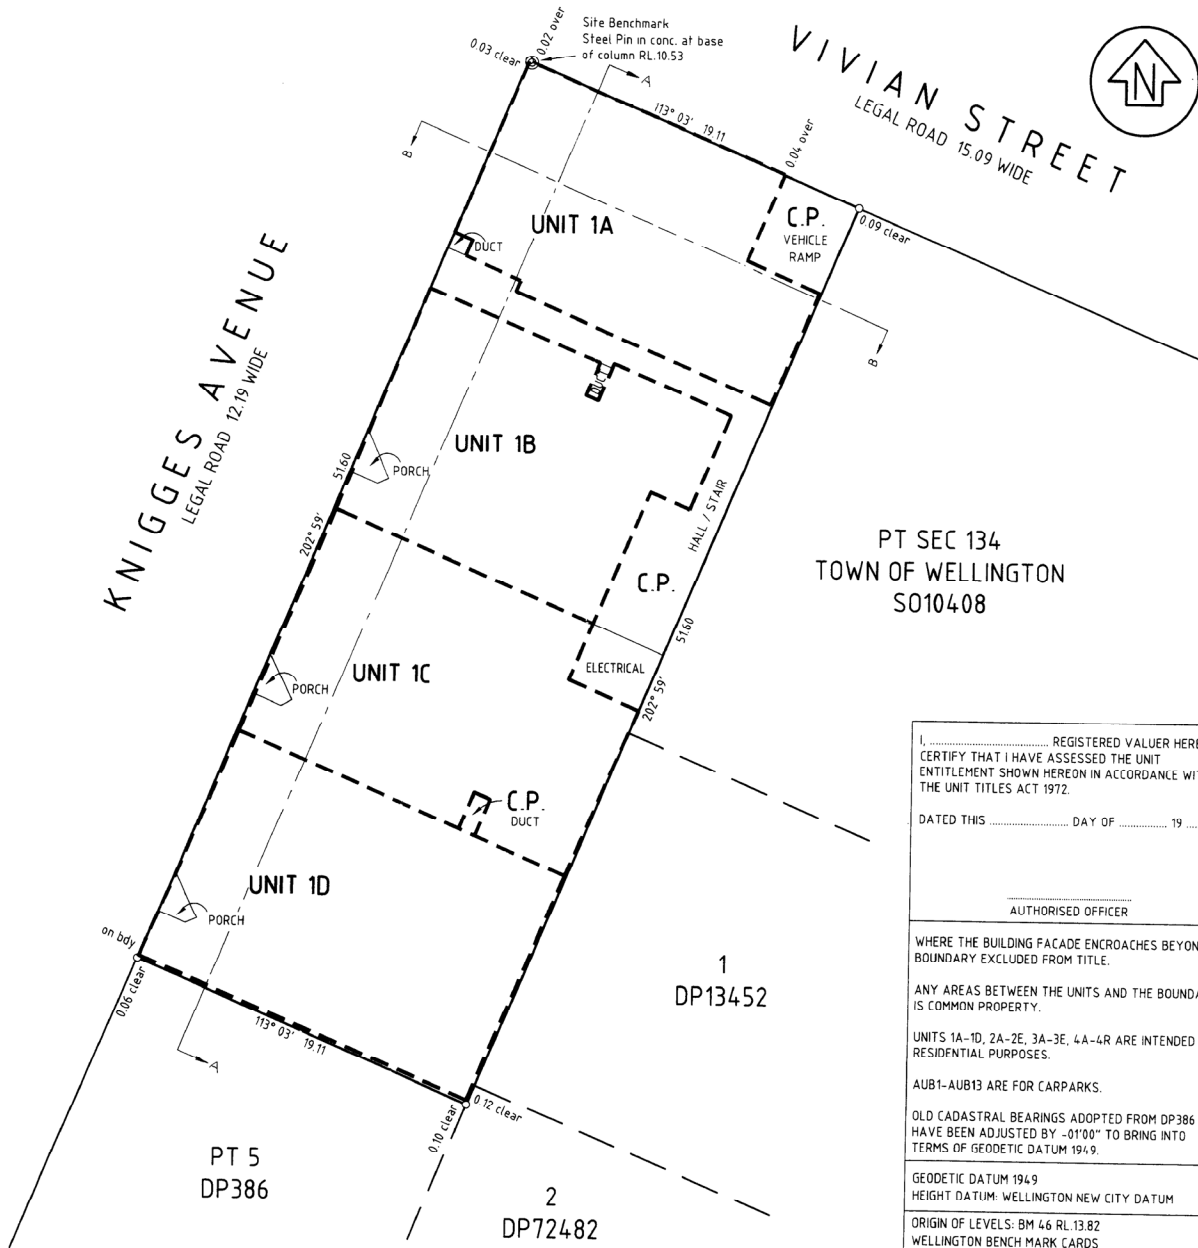 Site Benchmark
Steel Pin in conc. at base
of column RL.10.53
0.02 over
0.03 clear
A
VIVIAN STREET
LEGAL ROAD 15.09 WIDE
N
113° 03' 19.11
0.04 over
B
UNIT 1A
C.P.
VEHICLE
RAMP
0.09 clear
DUCT
B
KNIGGES AVENUE
LEGAL ROAD 12.19 WIDE
UNIT 1B
PORCH
51.60
202° 59'
HALL / STAIR
C.P.
PT SEC 134
TOWN OF WELLINGTON
SO10408
51.60
202° 59'
ELECTRICAL
UNIT 1C
PORCH
C.P.
DUCT
UNIT 1D
PORCH
on bdy
0.06 clear
113° 03' 19.11
A
0.10 clear
0.12 clear
1
DP13452
PT 5
DP386
2
DP72482
I, ........................ REGISTERED VALUER HERE
CERTIFY THAT I HAVE ASSESSED THE UNIT
ENTITLEMENT SHOWN HEREON IN ACCORDANCE WI
THE UNIT TITLES ACT 1972.
DATED THIS ................ DAY OF .......... 19 ....
AUTHORISED OFFICER
WHERE THE BUILDING FACADE ENCROACHES BEYON
BOUNDARY EXCLUDED FROM TITLE.
ANY AREAS BETWEEN THE UNITS AND THE BOUNDA
IS COMMON PROPERTY.
UNITS 1A-1D, 2A-2E, 3A-3E, 4A-4R ARE INTENDED
RESIDENTIAL PURPOSES.
AUB1-AUB13 ARE FOR CARPARKS.
OLD CADASTRAL BEARINGS ADOPTED FROM DP386
HAVE BEEN ADJUSTED BY -01'00" TO BRING INTO
TERMS OF GEODETIC DATUM 1949.
GEODETIC DATUM 1949
HEIGHT DATUM: WELLINGTON NEW CITY DATUM
ORIGIN OF LEVELS: BM 46 RL.13.82
WELLINGTON BENCH MARK CARDS